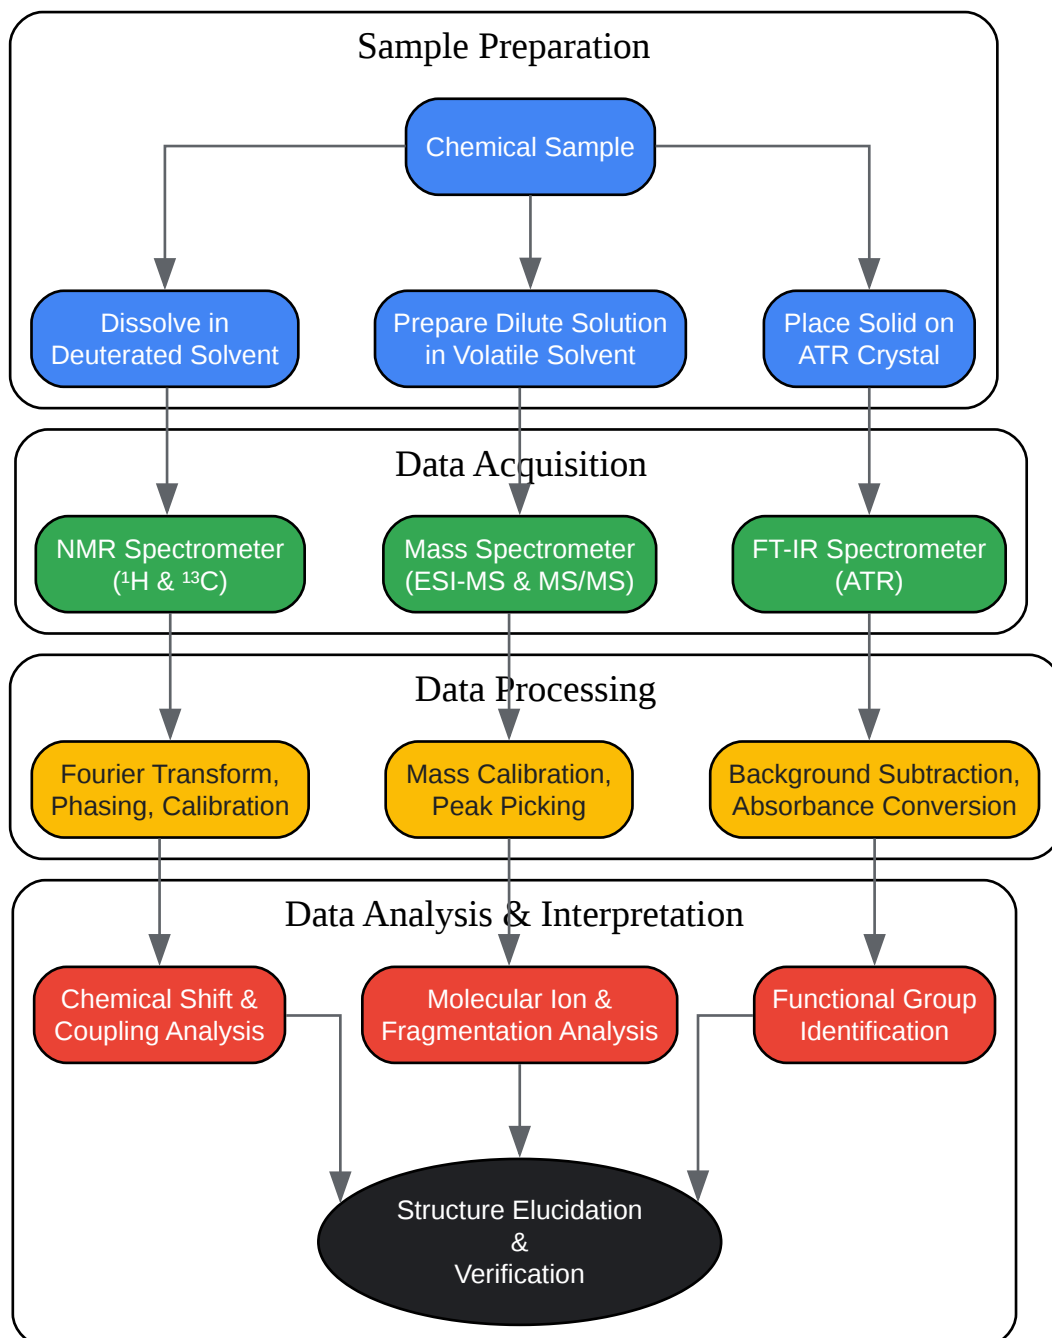 Sample Preparation
Chemical Sample
Dissolve in
Deuterated Solvent
Prepare Dilute Solution
in Volatile Solvent
Place Solid on
ATR Crystal
Data Acquisition
NMR Spectrometer
(¹H & ¹³C)
Mass Spectrometer
(ESI-MS & MS/MS)
FT-IR Spectrometer
(ATR)
Data Processing
Fourier Transform,
Phasing, Calibration
Mass Calibration,
Peak Picking
Background Subtraction,
Absorbance Conversion
Data Analysis & Interpretation
Chemical Shift &
Coupling Analysis
Molecular Ion &
Fragmentation Analysis
Functional Group
Identification
Structure Elucidation
&
Verification